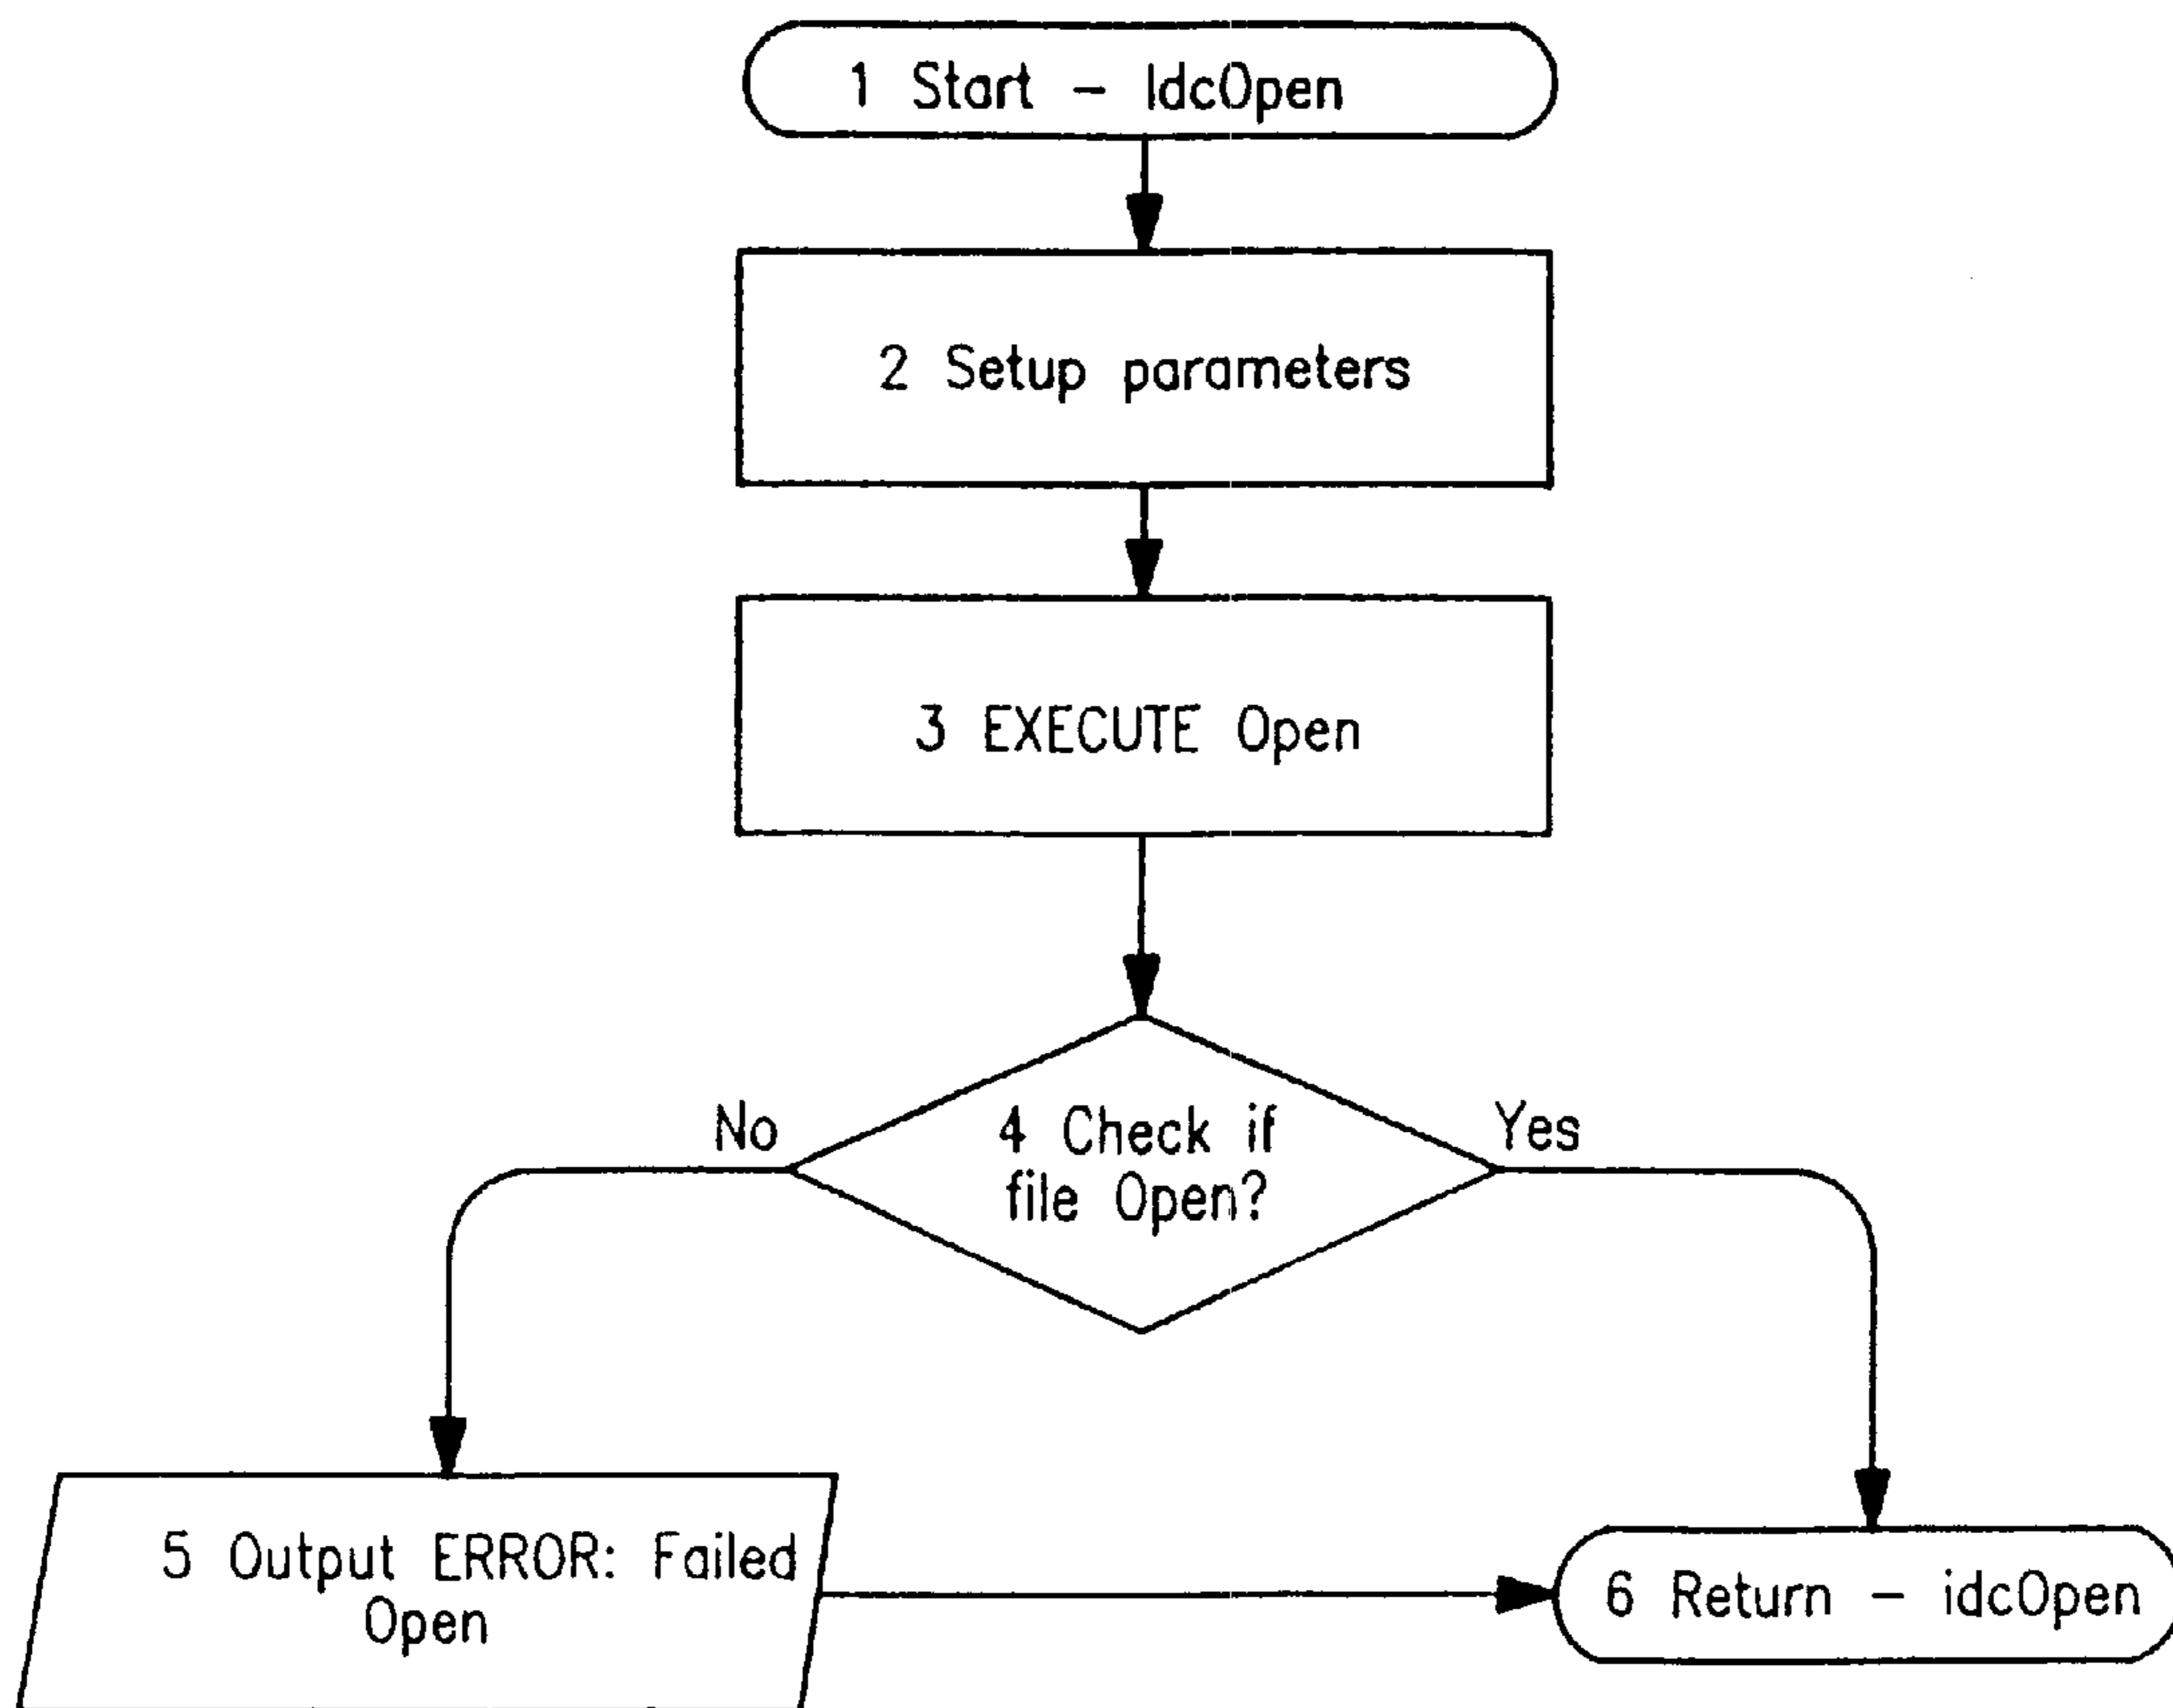 1 Start – IdcOpen
2 Setup parameters
3 EXECUTE Open
No
4 Check if
file Open?
Yes
5 Output ERROR: Failed
Open
6 Return – idcOpen